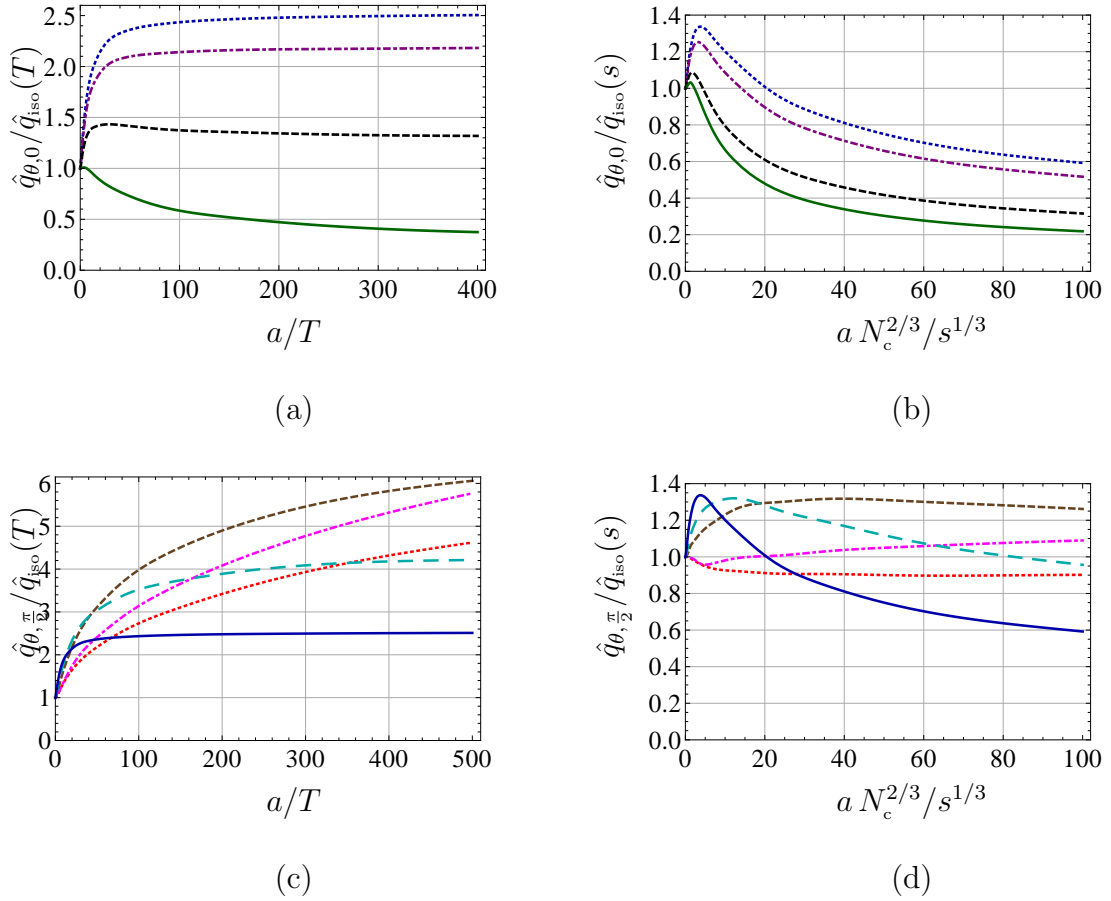 2.5
2.0
1.5
1.0
0.5
0.0
q̂θ,0/q̂iso(T)
0 100 200 300 400
a/T
(a)
1.4
1.2
1.0
0.8
0.6
0.4
0.2
0.0
q̂θ,0/q̂iso(s)
0 20 40 60 80 100
a Nc^2/3/s^1/3
(b)
6
5
4
3
2
1
0
q̂θ,π/2/q̂iso(T)
0 100 200 300 400 500
a/T
(c)
1.4
1.2
1.0
0.8
0.6
0.4
0.2
0.0
q̂θ,π/2/q̂iso(s)
0 20 40 60 80 100
a Nc^2/3/s^1/3
(d)